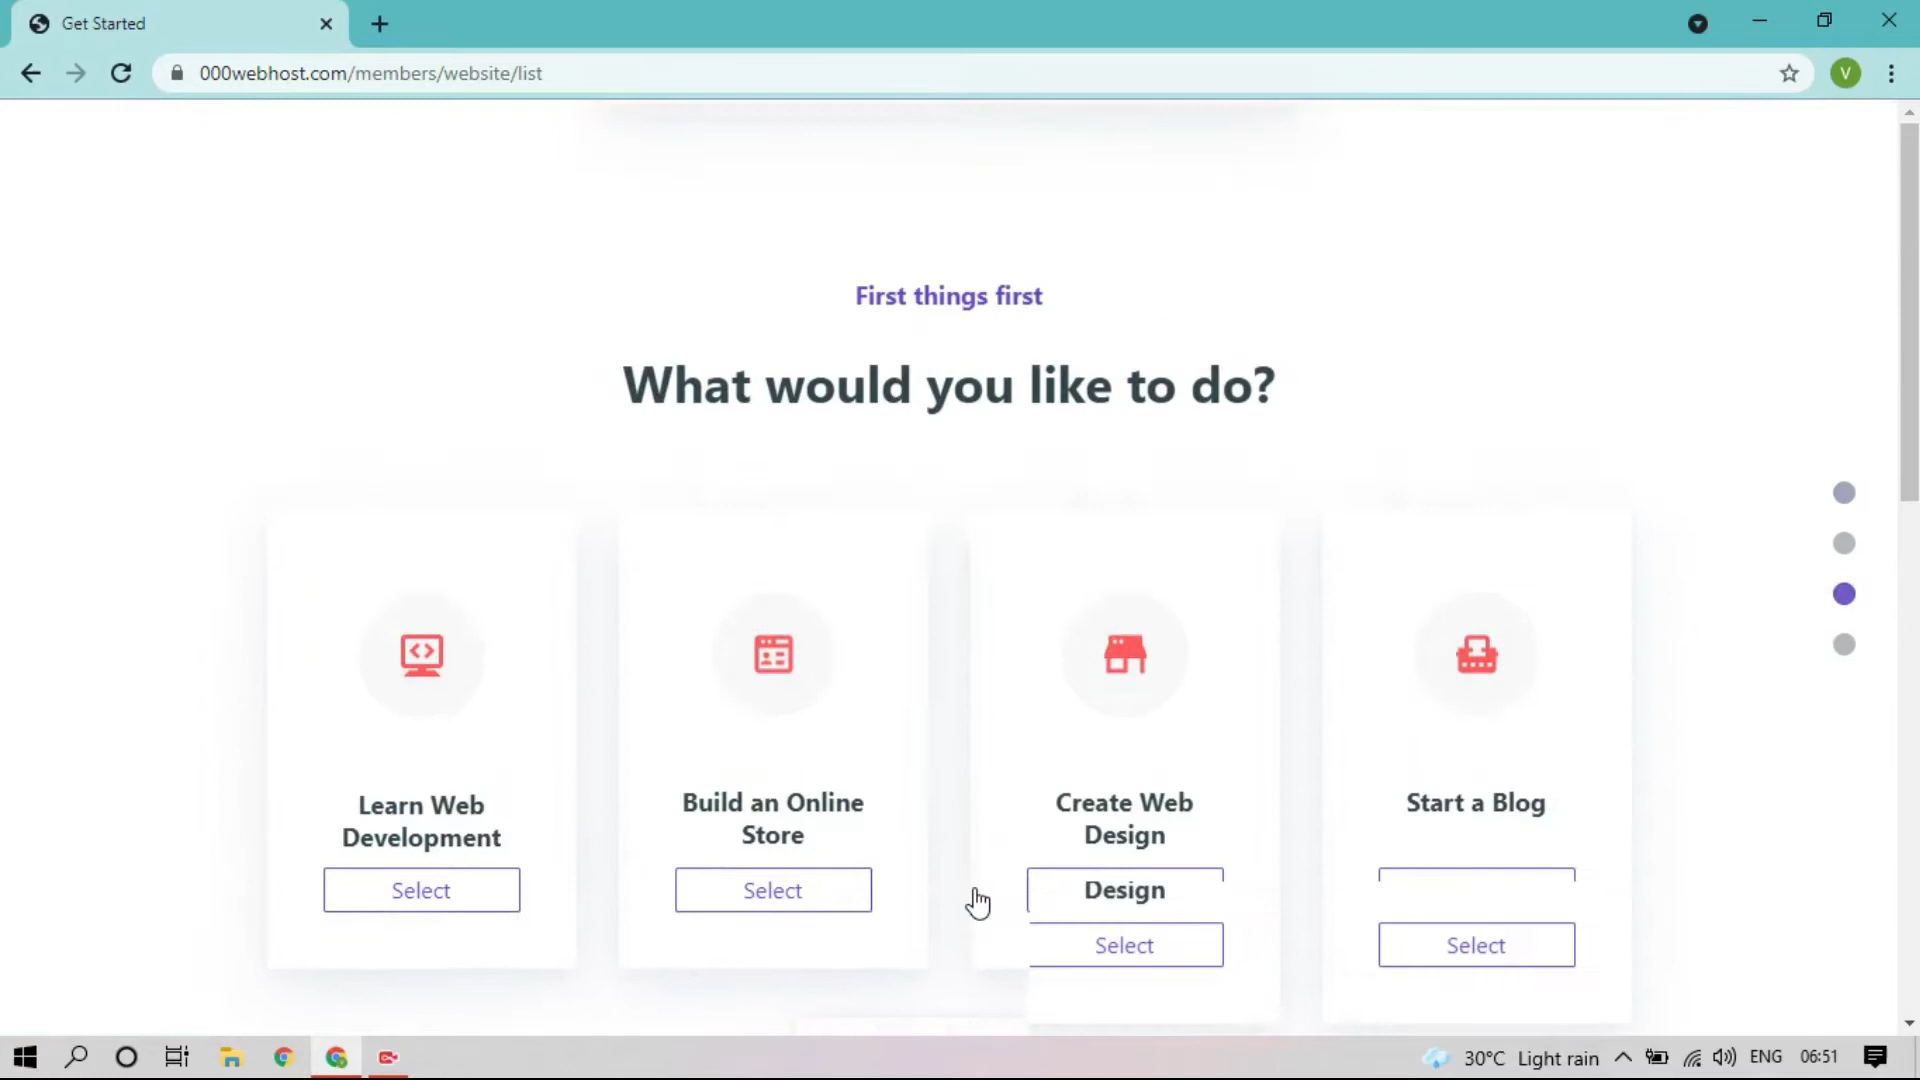 Get Started
000webhost.com/members/website/list
V
First things first
What would you like to do?
Learn Web
Development
Select
Build an Online
Store
Select
Create Web
Design
Design
Select
Start a Blog
Select
30°C Light rain
ENG
06:51